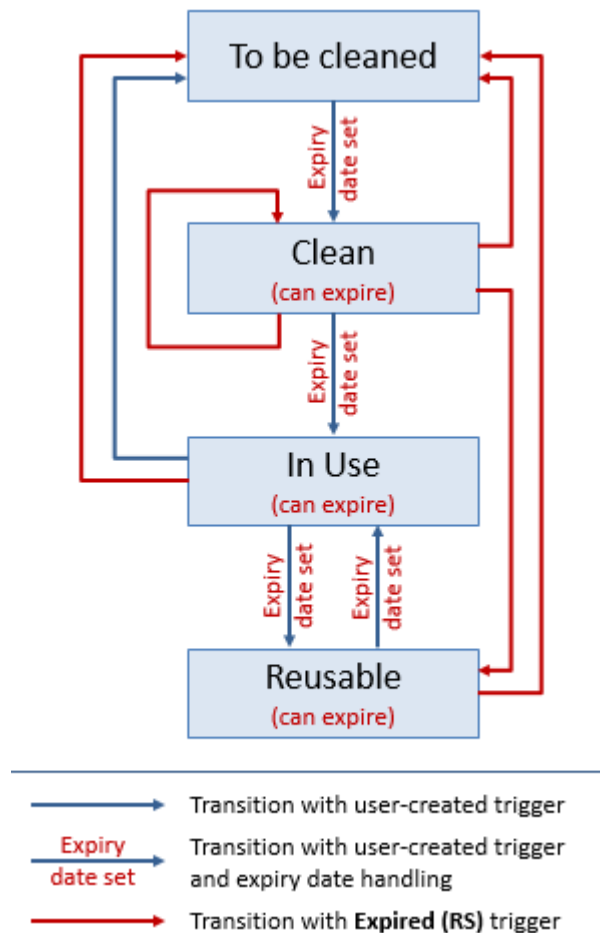 To be cleaned
Expiry
date set
Clean
(can expire)
Expiry
date set
In Use
(can expire)
Expiry
date set
Expiry
date set
Reusable
(can expire)
Transition with user-created trigger
Expiry
date set
Transition with user-created trigger
and expiry date handling
Transition with Expired (RS) trigger